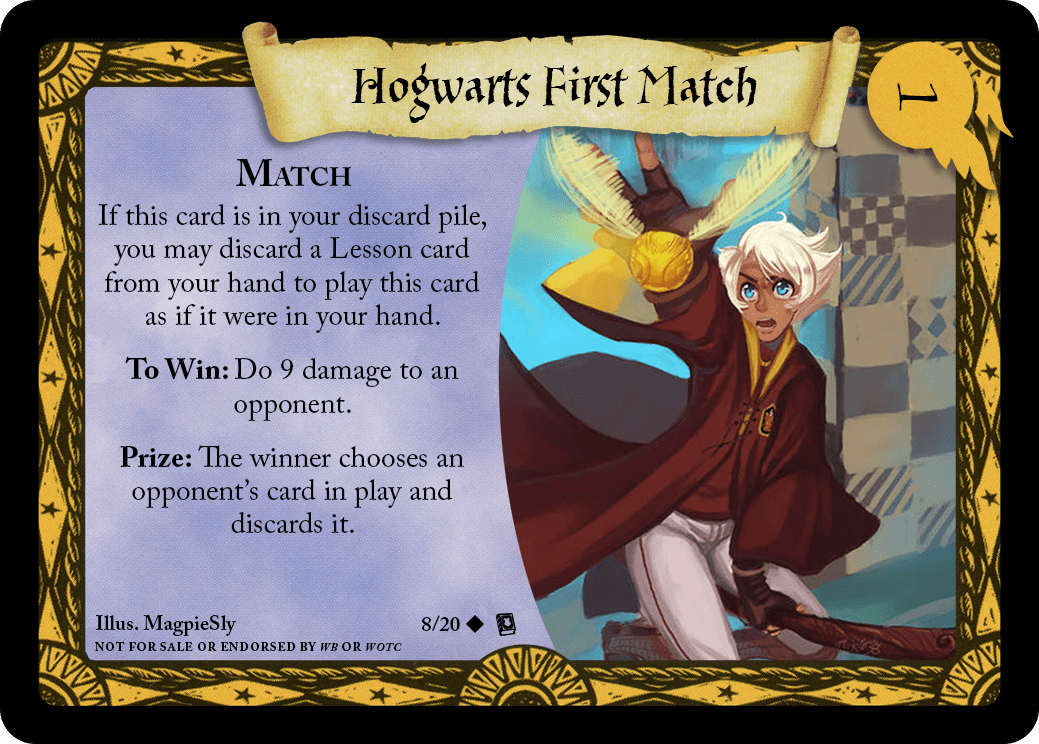 Hogwarts First Match
1
MATCH
If this card is in your discard pile,
you may discard a Lesson card
from your hand to play this card
as if it were in your hand.
To Win: Do 9 damage to an
opponent.
Prize: The winner chooses an
opponent's card in play and
discards it.
Illus. MagpieSly
8/20
NOT FOR SALE OR ENDORSED BY WB OR WOTC